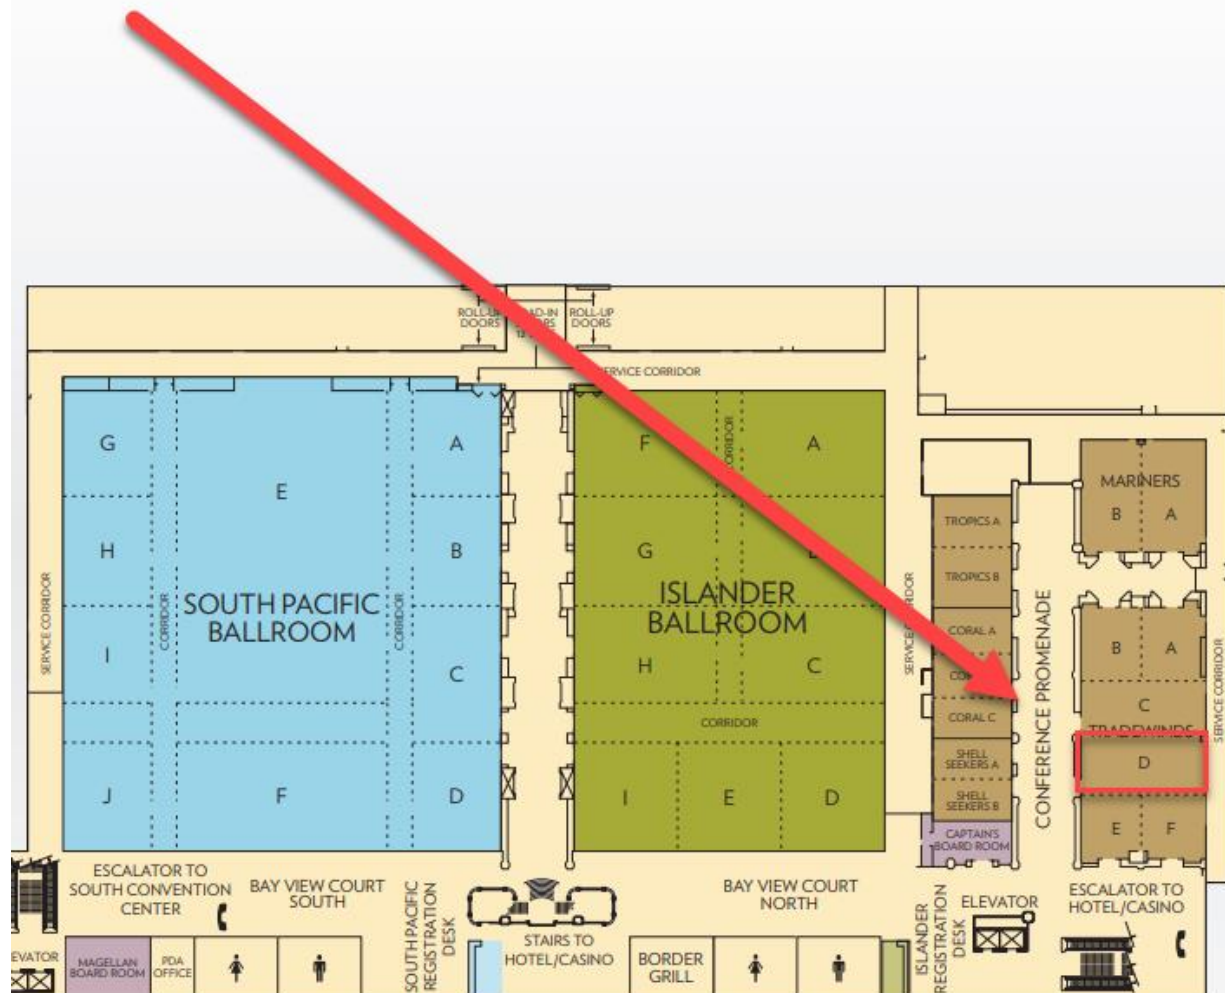 ROLL-UP
DOORS
ROLL-UP
DOORS
SERVICE CORRIDOR
G
E
A
H
B
SOUTH PACIFIC
BALLROOM
I
C
J
F
D
SERVICE CORRIDOR
CORRIDOR
CORRIDOR
F
A
CORRIDOR
G
ISLANDER
BALLROOM
H
C
CORRIDOR
I
E
D
SERVICE CORRIDOR
TROPICS A
TROPICS B
CORAL A
CORAL C
SHELL
SEEKERS A
SHELL
SEEKERS B
CAPTAIN'S
BOARD ROOM
CONFERENCE PROMENADE
MARINERS
B
A
B
A
C
TRADEWINDS
D
E
F
SERVICE CORRIDOR
ESCALATOR TO
SOUTH CONVENTION
CENTER
BAY VIEW COURT
SOUTH
SOUTH PACIFIC
REGISTRATION
DESK
STAIRS TO
HOTEL/CASINO
BAY VIEW COURT
NORTH
ISLANDER
REGISTRATION
DESK
ELEVATOR
ESCALATOR TO
HOTEL/CASINO
EVATOR
MAGELLAN
BOARD ROOM
PDA
OFFICE
BORDER
GRILL